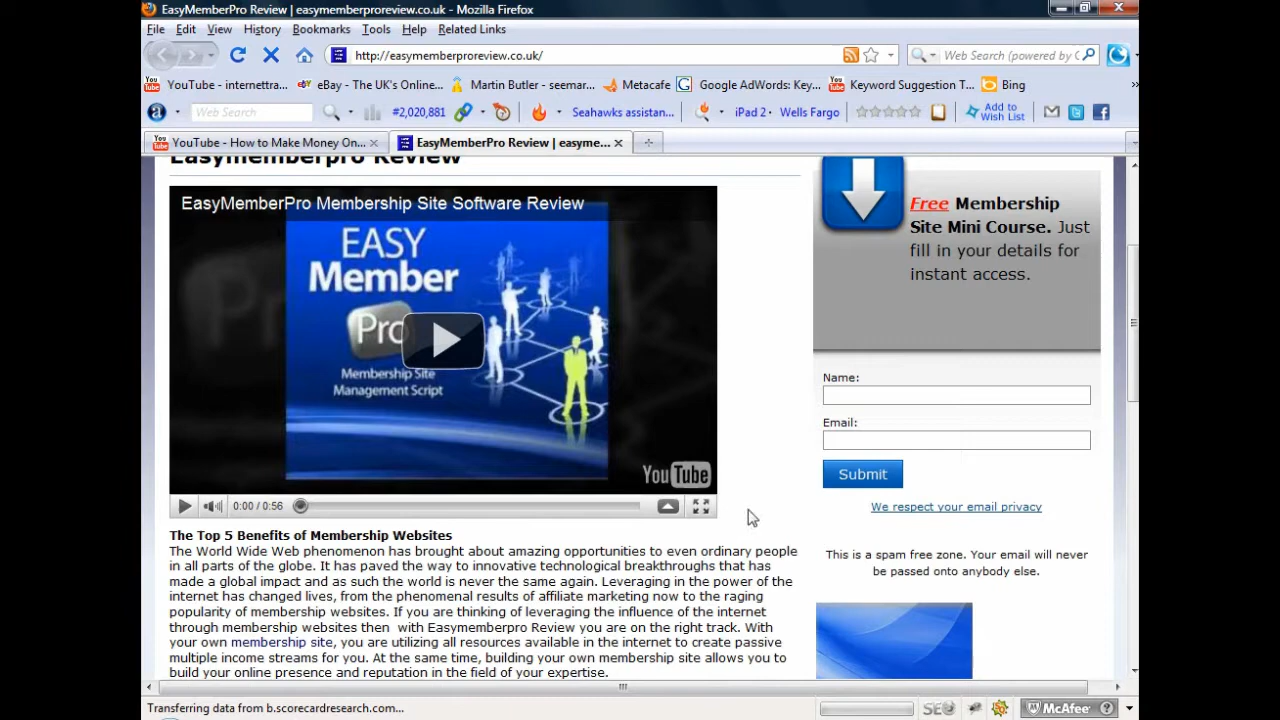 EasyMemberPro Review | easymemberproreview.co.uk - Mozilla Firefox
File Edit View History Bookmarks Tools Help Related Links
http://easymemberproreview.co.uk/
Web Search (powered by
YouTube - internettra... eBay - The UK's Online... Martin Butler - seemar... Metacafe Google AdWords: Key... Keyword Suggestion T... Bing
Web Search #2,020,881 Seahawks assistan... iPad 2 Wells Fargo Add to Wish List
YouTube - How to Make Money On... EasyMemberPro Review | easyme...
Easymemberpro Review
EasyMemberPro Membership Site Software Review
EASY
Member
Pro
Membership Site
Management Script
YouTube
0:00 / 0:56
The Top 5 Benefits of Membership Websites
The World Wide Web phenomenon has brought about amazing opportunities to even ordinary people
in all parts of the globe. It has paved the way to innovative technological breakthroughs that has
made a global impact and as such the world is never the same again. Leveraging in the power of the
internet has changed lives, from the phenomenal results of affiliate marketing now to the raging
popularity of membership websites. If you are thinking of leveraging the influence of the internet
through membership websites then with Easymemberpro Review you are on the right track. With
your own membership site, you are utilizing all resources available in the internet to create passive
multiple income streams for you. At the same time, building your own membership site allows you to
build your online presence and reputation in the field of your expertise.
Free Membership
Site Mini Course. Just
fill in your details for
instant access.
Name:
Email:
Submit
We respect your email privacy
This is a spam free zone. Your email will never
be passed onto anybody else.
Transferring data from b.scorecardresearch.com...
SEO
McAfee